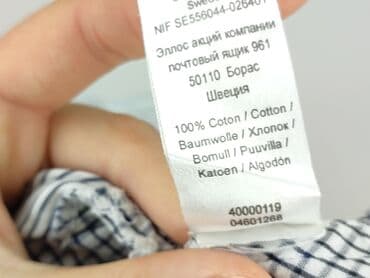 Sweden
NIF SE556044-026401
Эллос акций компании
почтовый ящик 961
50110 Борас
Швеция
100% Coton / Cotton /
Baumwolle / Хлопок /
Bomull / Puuvilla /
Katoen / Algodón
40000119
04601268